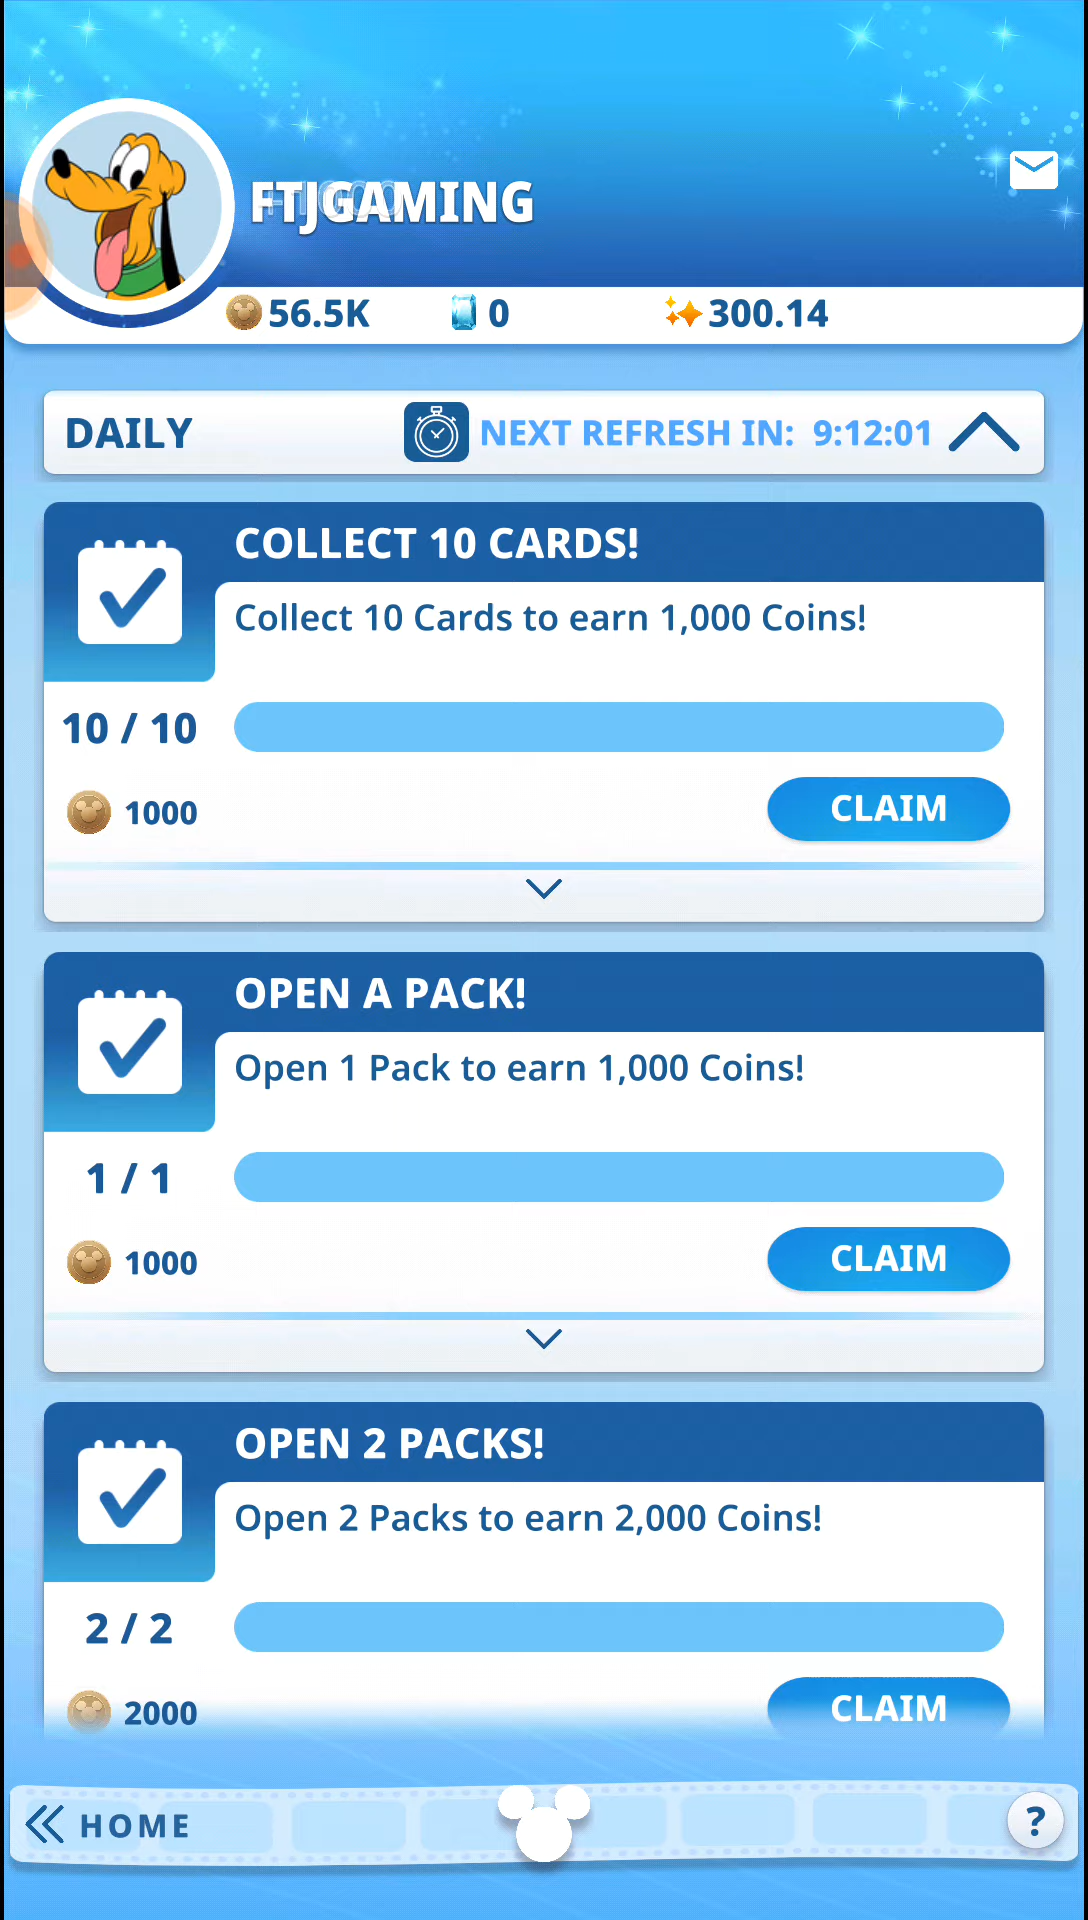 FTJGAMING
56.5K 0 300.14
DAILY NEXT REFRESH IN: 9:12:01
COLLECT 10 CARDS!
Collect 10 Cards to earn 1,000 Coins!
10 / 10
1000 CLAIM
OPEN A PACK!
Open 1 Pack to earn 1,000 Coins!
1 / 1
1000 CLAIM
OPEN 2 PACKS!
Open 2 Packs to earn 2,000 Coins!
2 / 2
2000 CLAIM
HOME ?